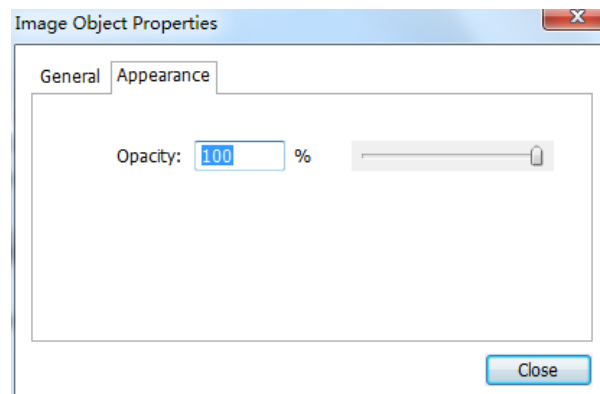 Image Object Properties
General Appearance
Opacity: 100 %
Close